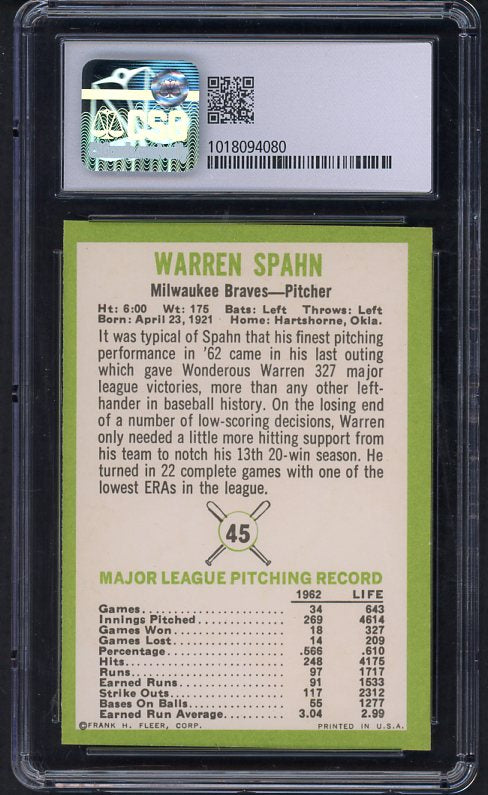 CSG
1018094080
WARREN SPAHN
Milwaukee Braves—Pitcher
Ht: 6:00 Wt: 175 Bats: Left Throws: Left
Born: April 23, 1921 Home: Hartshorne, Okla.
It was typical of Spahn that his finest pitching
performance in '62 came in his last outing
which gave Wonderous Warren 327 major
league victories, more than any other left-
hander in baseball history. On the losing end
of a number of low-scoring decisions, Warren
only needed a little more hitting support from
his team to notch his 13th 20-win season. He
turned in 22 complete games with one of the
lowest ERAs in the league.
45
MAJOR LEAGUE PITCHING RECORD
1962 LIFE
Games 34 643
Innings Pitched 269 4614
Games Won 18 327
Games Lost 14 209
Percentage .566 .610
Hits 248 4175
Runs 97 1717
Earned Runs 91 1533
Strike Outs 117 2312
Bases On Balls 55 1277
Earned Run Average 3.04 2.99
©FRANK H. FLEER, CORP. PRINTED IN U.S.A.